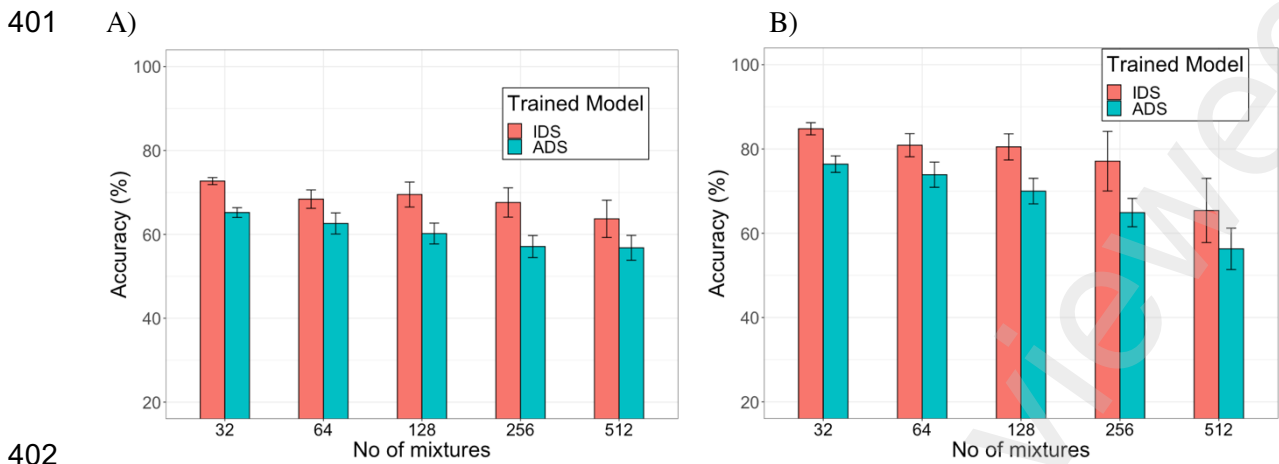 401 A) B)
Trained Model
IDS
ADS
Accuracy (%)
100
80
60
40
20
32 64 128 256 512
No of mixtures
Trained Model
IDS
ADS
Accuracy (%)
100
80
60
40
20
32 64 128 256 512
No of mixtures
402